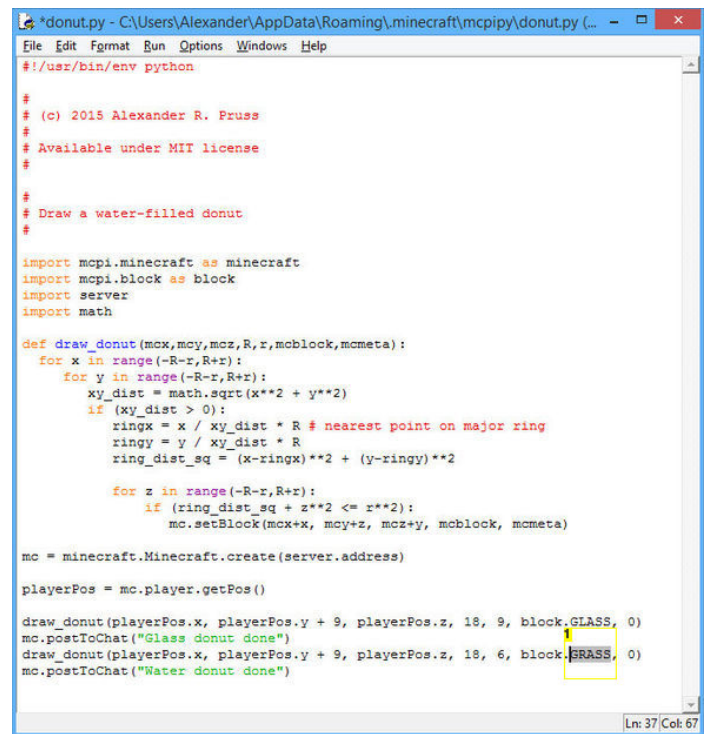 *donut.py - C:\Users\Alexander\AppData\Roaming\.minecraft\mcpipy\donut.py (...
File Edit Format Run Options Windows Help
#!/usr/bin/env python

#
# (c) 2015 Alexander R. Pruss
#
# Available under MIT license
#

#
# Draw a water-filled donut
#

import mcpi.minecraft as minecraft
import mcpi.block as block
import server
import math

def draw_donut(mcx,mcy,mcz,R,r,mcblock,mcmeta):
  for x in range(-R-r,R+r):
     for y in range(-R-r,R+r):
        xy_dist = math.sqrt(x**2 + y**2)
        if (xy_dist > 0):
           ringx = x / xy_dist * R # nearest point on major ring
           ringy = y / xy_dist * R
           ring_dist_sq = (x-ringx)**2 + (y-ringy)**2

           for z in range(-R-r,R+r):
               if (ring_dist_sq + z**2 <= r**2):
                  mc.setBlock(mcx+x, mcy+z, mcz+y, mcblock, mcmeta)

mc = minecraft.Minecraft.create(server.address)

playerPos = mc.player.getPos()

draw_donut(playerPos.x, playerPos.y + 9, playerPos.z, 18, 9, block.GLASS, 0)
mc.postToChat("Glass donut done")
1
draw_donut(playerPos.x, playerPos.y + 9, playerPos.z, 18, 6, block.GRASS, 0)
mc.postToChat("Water donut done")
Ln: 37 Col: 67